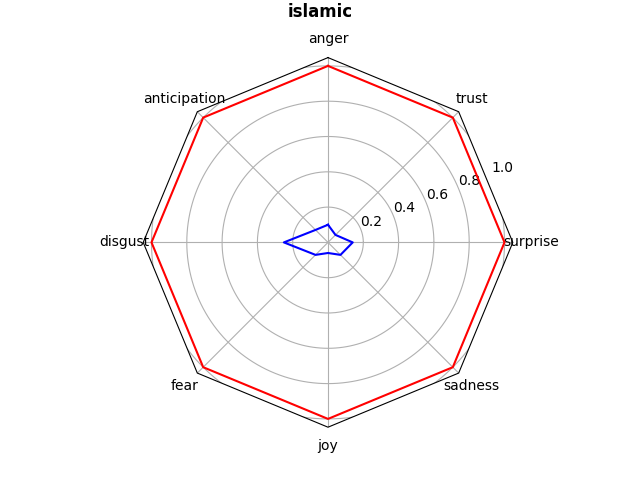 islamic
anger
anticipation
trust
1.0
0.8
0.6
0.4
0.2
disgust
surprise
fear
sadness
joy